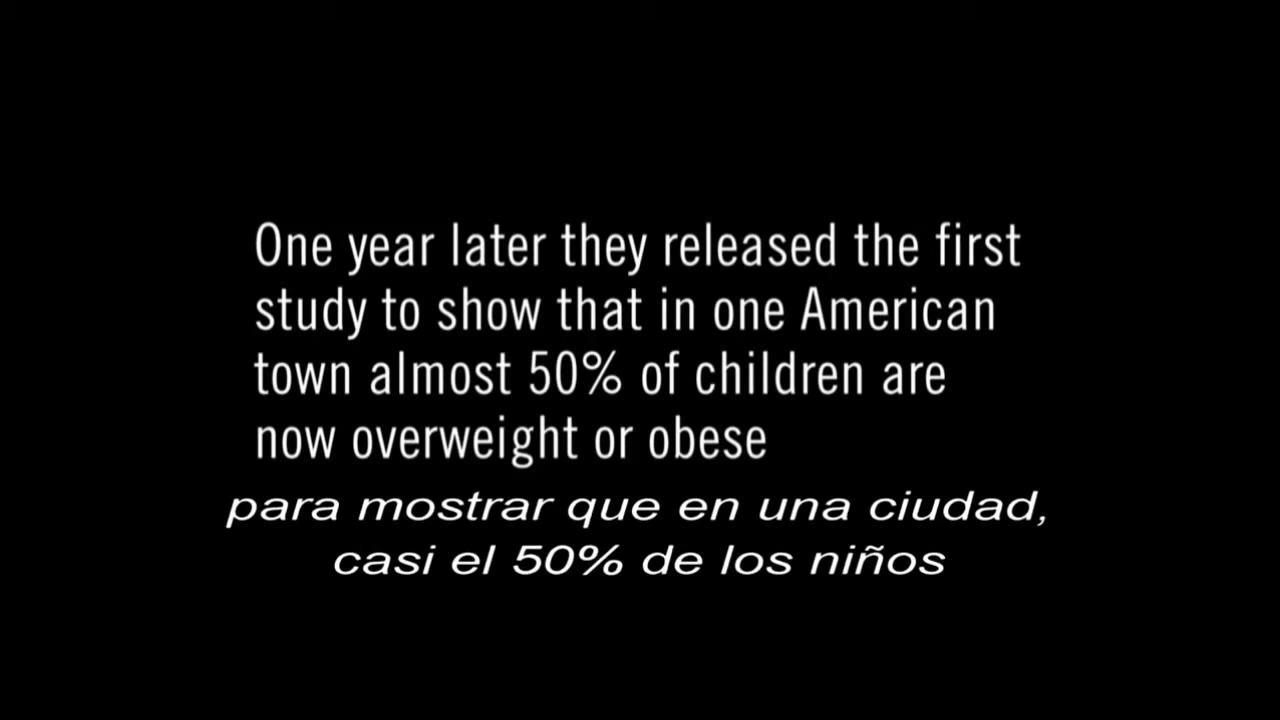 One year later they released the first
study to show that in one American
town almost 50% of children are
now overweight or obese
para mostrar que en una ciudad,
casi el 50% de los niños